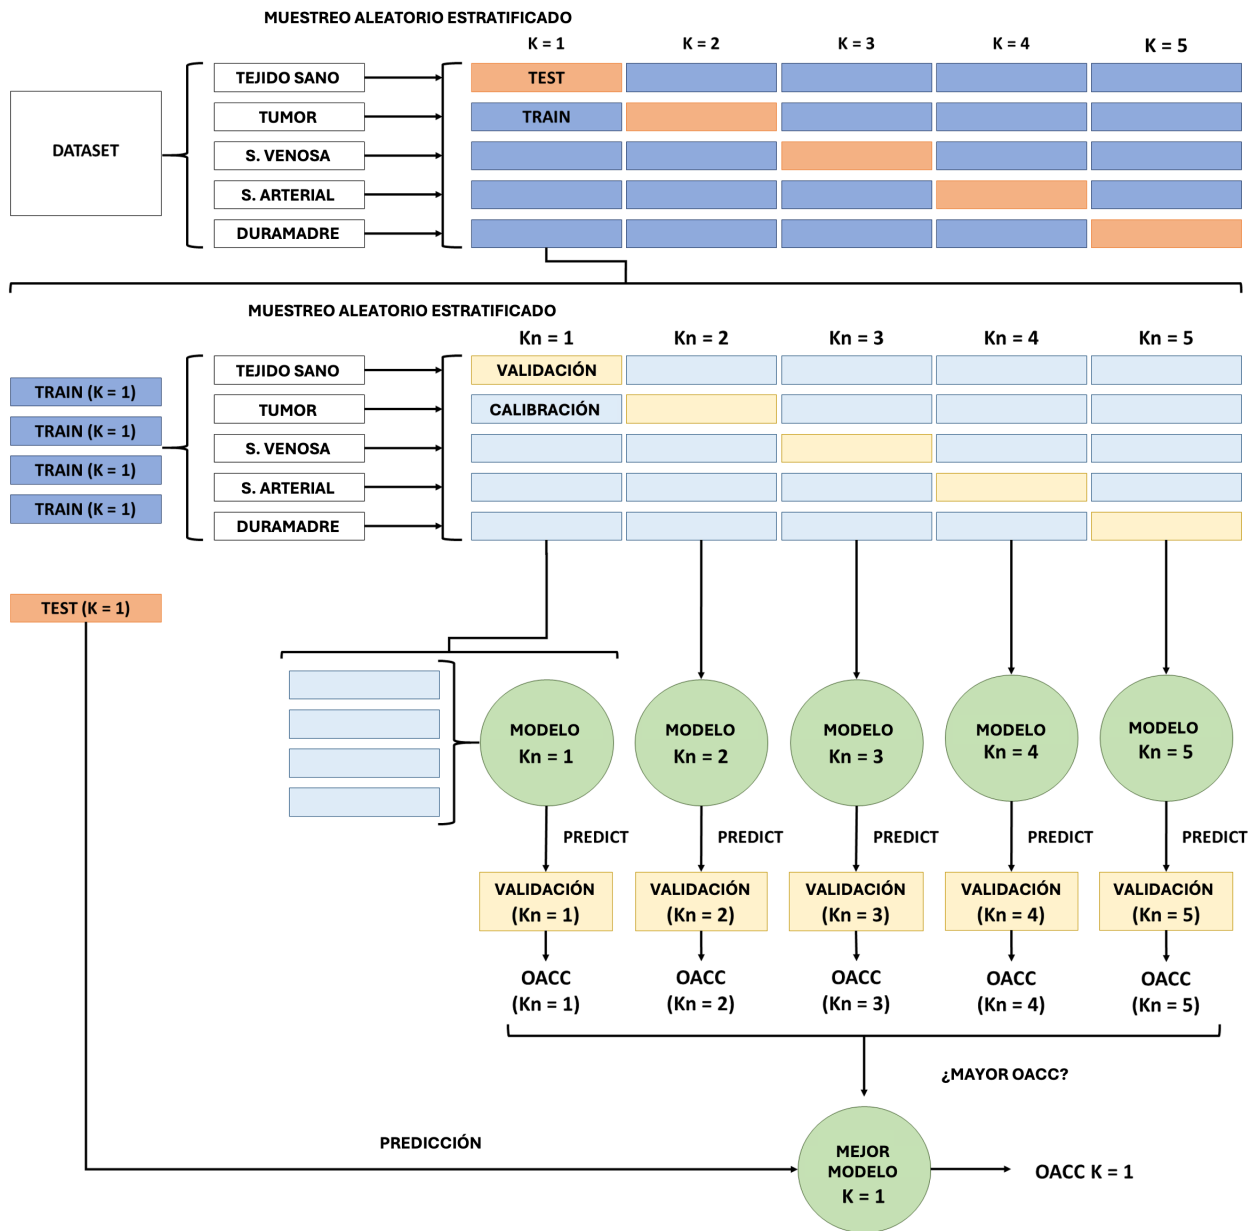 MUESTREO ALEATORIO ESTRATIFICADO
K = 1
K = 2
K = 3
K = 4
K = 5
DATASET
TEJIDO SANO
TUMOR
S. VENOSA
S. ARTERIAL
DURAMADRE
TEST
TRAIN
MUESTREO ALEATORIO ESTRATIFICADO
Kn = 1
Kn = 2
Kn = 3
Kn = 4
Kn = 5
TRAIN (K = 1)
TRAIN (K = 1)
TRAIN (K = 1)
TRAIN (K = 1)
TEJIDO SANO
TUMOR
S. VENOSA
S. ARTERIAL
DURAMADRE
VALIDACIÓN
CALIBRACIÓN
TEST (K = 1)
MODELO
Kn = 1
MODELO
Kn = 2
MODELO
Kn = 3
MODELO
Kn = 4
MODELO
Kn = 5
PREDICT
PREDICT
PREDICT
PREDICT
PREDICT
VALIDACIÓN
(Kn = 1)
VALIDACIÓN
(Kn = 2)
VALIDACIÓN
(Kn = 3)
VALIDACIÓN
(Kn = 4)
VALIDACIÓN
(Kn = 5)
OACC
(Kn = 1)
OACC
(Kn = 2)
OACC
(Kn = 3)
OACC
(Kn = 4)
OACC
(Kn = 5)
¿MAYOR OACC?
PREDICCIÓN
MEJOR
MODELO
K = 1
OACC K = 1